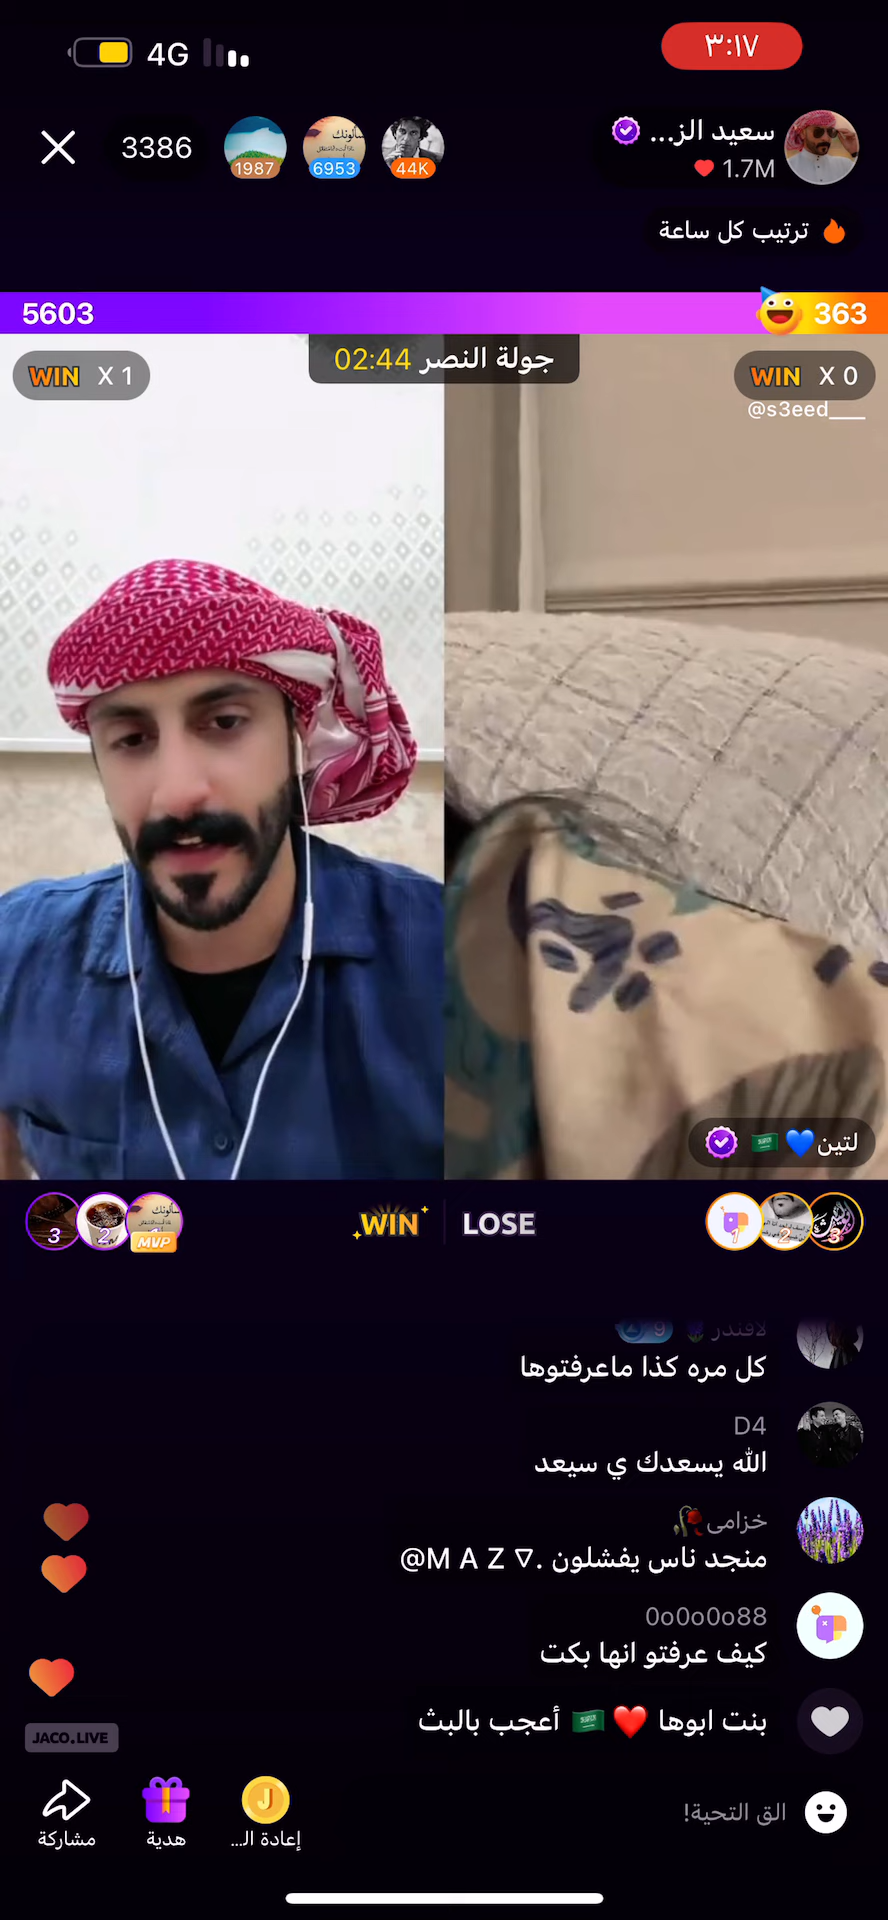 4G
٣:١٧
سعيد الز...
1.7M
3386
1987
6953
44K
ترتيب كل ساعة
5603
363
جولة النصر 02:44
WIN X 1
WIN X 0
@s3eed___
لتين
3
2
MVP
WIN
LOSE
1
2
3
لافندر
9
كل مره كذا ماعرفتوها
D4
الله يسعدك ي سيعد
خزامى
منجد ناس يفشلون @M A Z ∇.
0o0o0o88
كيف عرفتو انها بكت
بنت ابوها ❤️ 🇸🇦 أعجب بالبث
JACO.LIVE
الق التحية!
إعادة الـ...
هدية
مشاركة